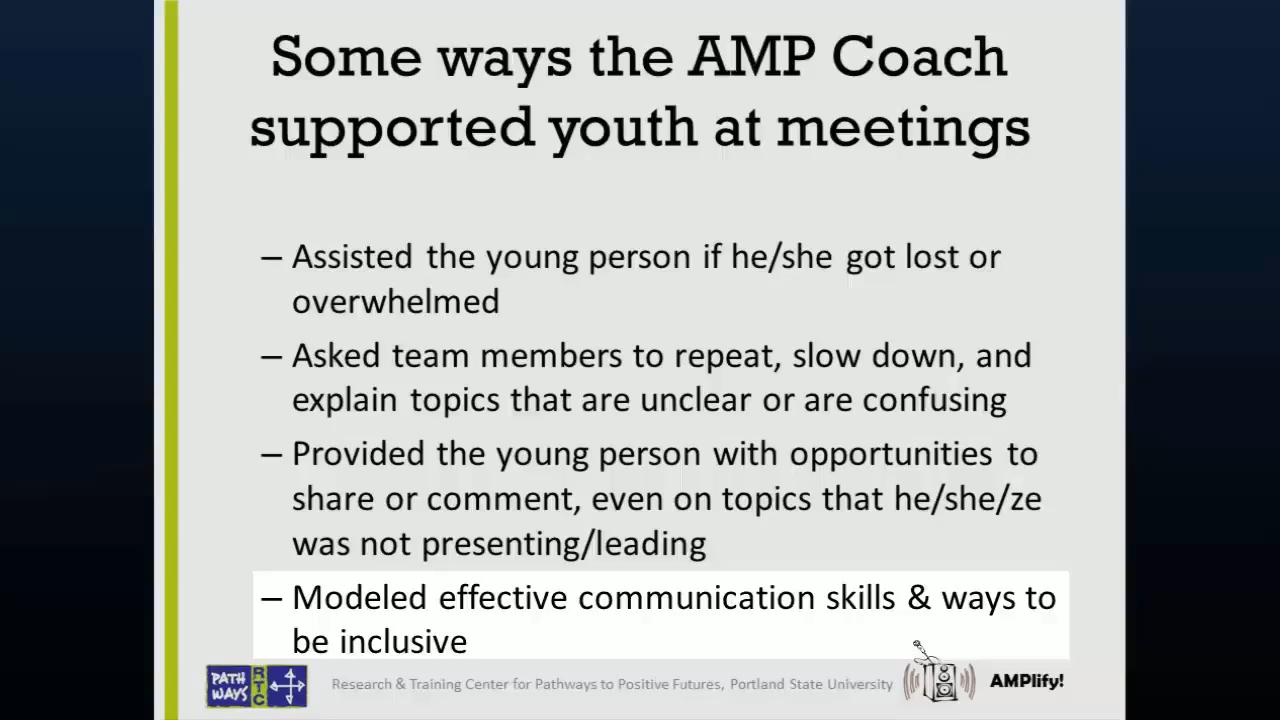 Some ways the AMP Coach
supported youth at meetings
– Assisted the young person if he/she got lost or
overwhelmed
– Asked team members to repeat, slow down, and
explain topics that are unclear or are confusing
– Provided the young person with opportunities to
share or comment, even on topics that he/she/ze
was not presenting/leading
– Modeled effective communication skills & ways to
be inclusive
PATH
WAYS
RTC
Research & Training Center for Pathways to Positive Futures, Portland State University
AMPlify!